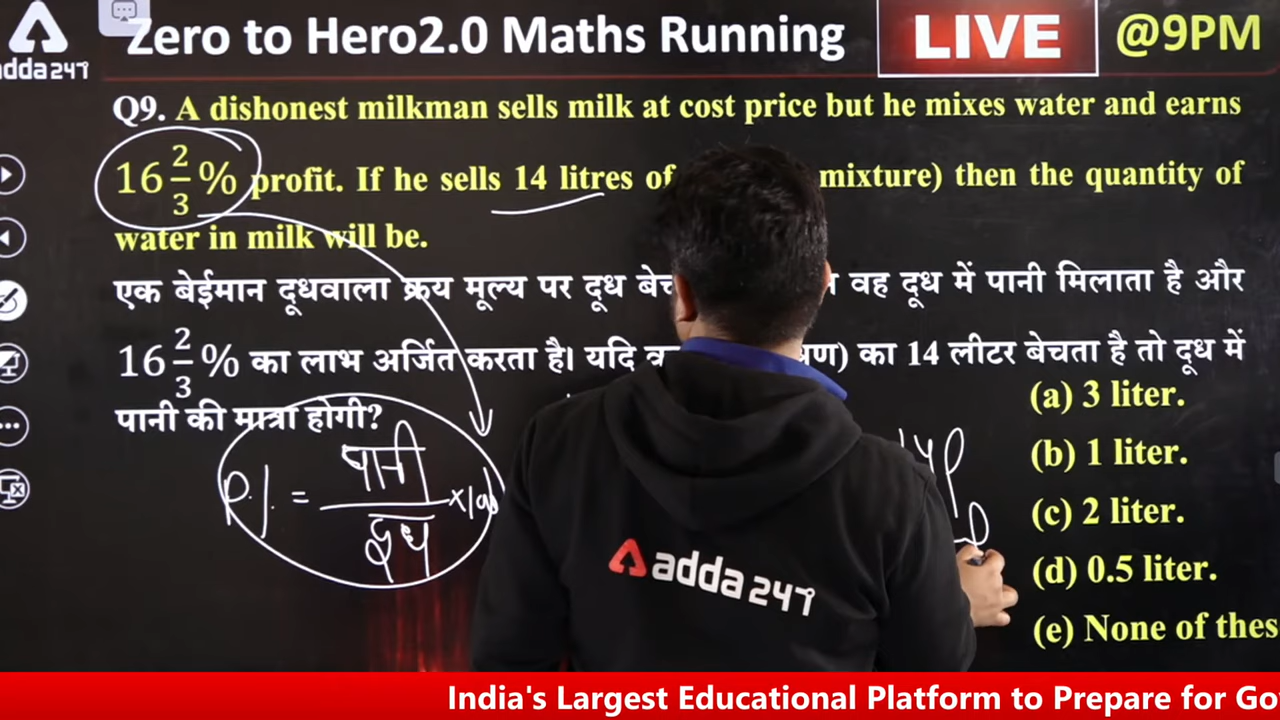 Zero to Hero2.0 Maths Running LIVE @9PM
adda247
Q9. A dishonest milkman sells milk at cost price but he mixes water and earns
16 2/3 % profit. If he sells 14 litres of mixture) then the quantity of
water in milk will be.
एक बेईमान दूधवाला क्रय मूल्य पर दूध वह दूध में पानी मिलाता है और
16 2/3 % का लाभ अर्जित करता है। यदि का 14 लीटर बेचता है तो दूध में
पानी की मात्रा होगी?
(a) 3 liter.
(b) 1 liter.
(c) 2 liter.
(d) 0.5 liter.
(e) None of thes
P% = पानी/दूध ×100
14l
adda247
India's Largest Educational Platform to Prepare for Go